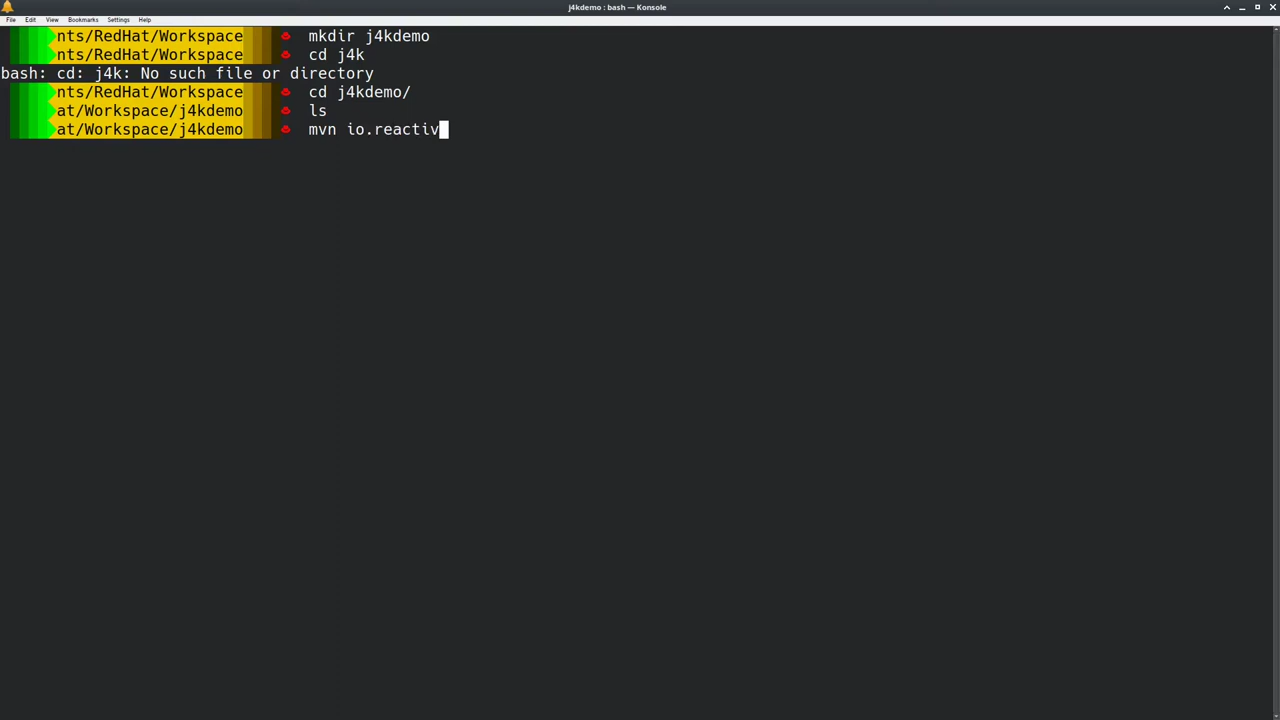 j4kdemo : bash — Konsole
File Edit View Bookmarks Settings Help
nts/RedHat/Workspace mkdir j4kdemo
nts/RedHat/Workspace cd j4k
bash: cd: j4k: No such file or directory
nts/RedHat/Workspace cd j4kdemo/
at/Workspace/j4kdemo ls
at/Workspace/j4kdemo mvn io.reactiv